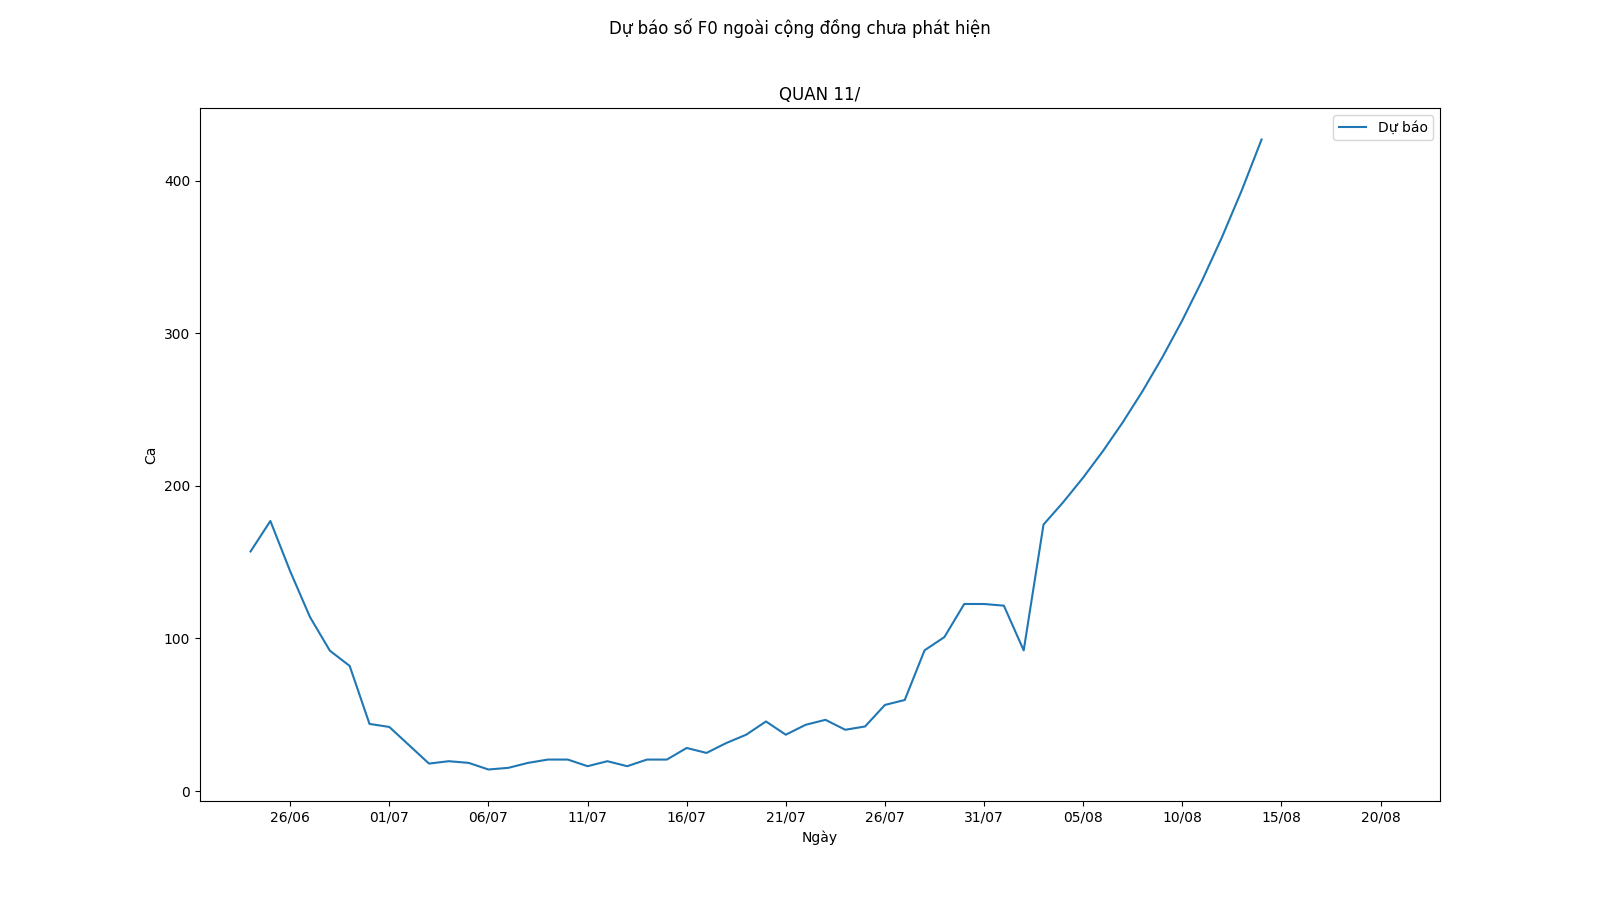 Dự báo số F0 ngoài cộng đồng chưa phát hiện
QUAN 11/
Dự báo
400
300
200
100
0
Ca
26/06 01/07 06/07 11/07 16/07 21/07 26/07 31/07 05/08 10/08 15/08 20/08
Ngày